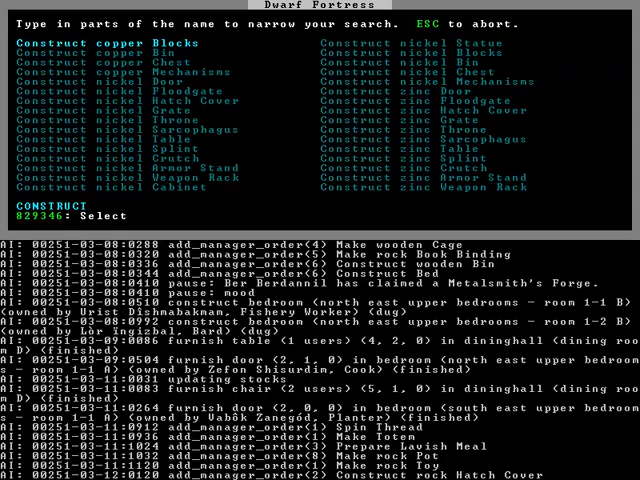 Dwarf Fortress
Type in parts of the name to narrow your search.  ESC to abort.
Construct copper Blocks Construct nickel Statue
Construct copper Bin Construct nickel Blocks
Construct copper Chest Construct nickel Bin
Construct copper Mechanisms Construct nickel Chest
Construct nickel Door Construct nickel Mechanisms
Construct nickel Floodgate Construct zinc Door
Construct nickel Hatch Cover Construct zinc Floodgate
Construct nickel Grate Construct zinc Hatch Cover
Construct nickel Throne Construct zinc Grate
Construct nickel Sarcophagus Construct zinc Throne
Construct nickel Table Construct zinc Sarcophagus
Construct nickel Splint Construct zinc Table
Construct nickel Crutch Construct zinc Splint
Construct nickel Armor Stand Construct zinc Crutch
Construct nickel Weapon Rack Construct zinc Armor Stand
Construct nickel Cabinet Construct zinc Weapon Rack
CONSTRUCT
829346: Select
AI: 00251-03-08:0288 add_manager_order(4) Make wooden Cage
AI: 00251-03-08:0320 add_manager_order(5) Make rock Book Binding
AI: 00251-03-08:0336 add_manager_order(6) Construct wooden Bin
AI: 00251-03-08:0344 add_manager_order(6) Construct Bed
AI: 00251-03-08:0410 pause: Ber Berdannil has claimed a Metalsmith's Forge.
AI: 00251-03-08:0410 pause: mood
AI: 00251-03-08:0510 construct bedroom (north east upper bedrooms - room 1-1 B)
(owned by Urist Dîshmabakmam, Fishery Worker) (dug)
AI: 00251-03-08:0992 construct bedroom (north east upper bedrooms - room 1-2 B)
(owned by Lòr Ingizbal, Bard) (dug)
AI: 00251-03-09:0086 furnish table (1 users) (4, 2, 0) in dininghall (dining roo
m D) (finished)
AI: 00251-03-09:0504 furnish door (2, 1, 0) in bedroom (north east upper bedroom
s - room 1-1 A) (owned by Zefon Shisurdim, Cook) (finished)
AI: 00251-03-11:0031 updating stocks
AI: 00251-03-11:0083 furnish chair (2 users) (5, 1, 0) in dininghall (dining roo
m D) (finished)
AI: 00251-03-11:0264 furnish door (2, 0, 0) in bedroom (south east upper bedroom
s - room 1-1 A) (owned by Vabôk Zanegód, Planter) (finished)
AI: 00251-03-11:0912 add_manager_order(1) Spin Thread
AI: 00251-03-11:0936 add_manager_order(1) Make Totem
AI: 00251-03-11:1024 add_manager_order(3) Prepare Lavish Meal
AI: 00251-03-11:1032 add_manager_order(8) Make rock Pot
AI: 00251-03-11:1120 add_manager_order(1) Make rock Toy
AI: 00251-03-12:0120 add_manager_order(2) Construct rock Hatch Cover